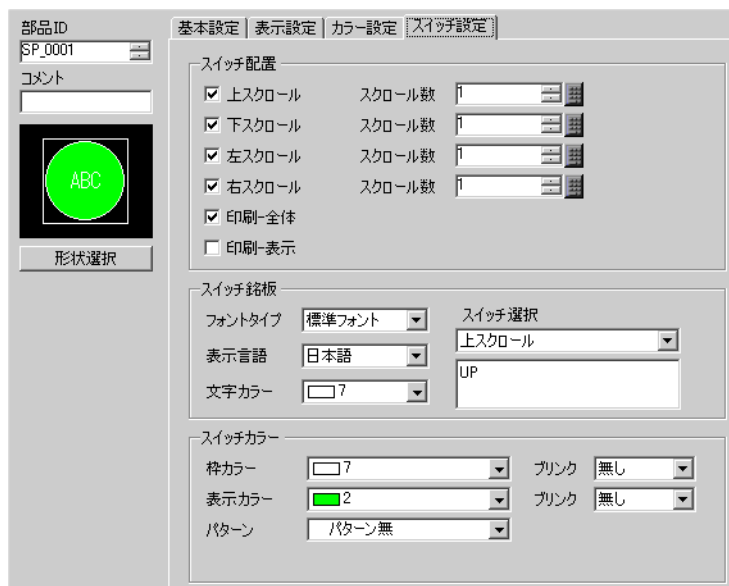 部品ID
SP_0001
コメント
ABC
形状選択
基本設定 表示設定 カラー設定 スイッチ設定
スイッチ配置
上スクロール スクロール数 1
下スクロール スクロール数 1
左スクロール スクロール数 1
右スクロール スクロール数 1
印刷-全体
印刷-表示
スイッチ銘板
フォントタイプ 標準フォント
表示言語 日本語
文字カラー 7
スイッチ選択
上スクロール
UP
スイッチカラー
枠カラー 7 ブリンク 無し
表示カラー 2 ブリンク 無し
パターン パターン無